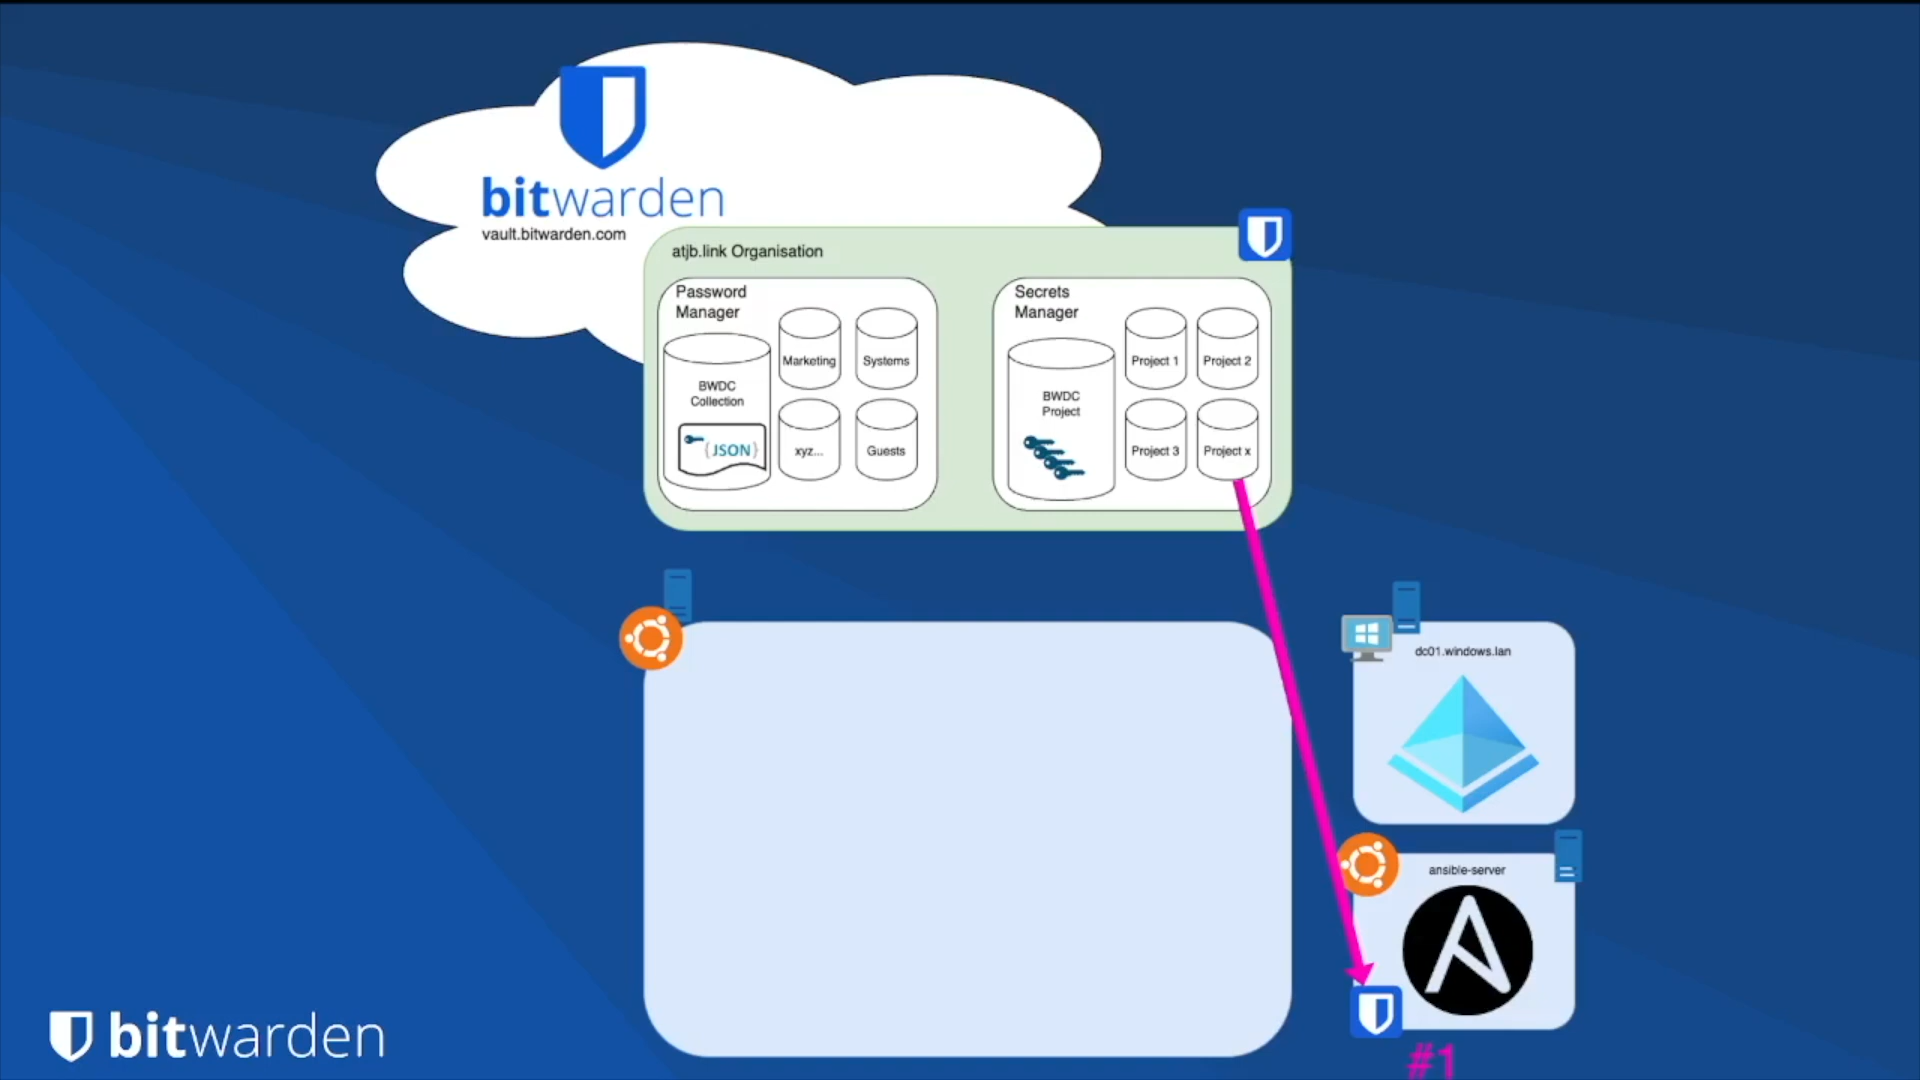 bitwarden
vault.bitwarden.com
atjb.link Organisation
Password
Manager
BWDC
Collection
{JSON}
Marketing
Systems
xyz...
Guests
Secrets
Manager
BWDC
Project
Project 1
Project 2
Project 3
Project x
dc01.windows.lan
ansible-server
#1
bitwarden